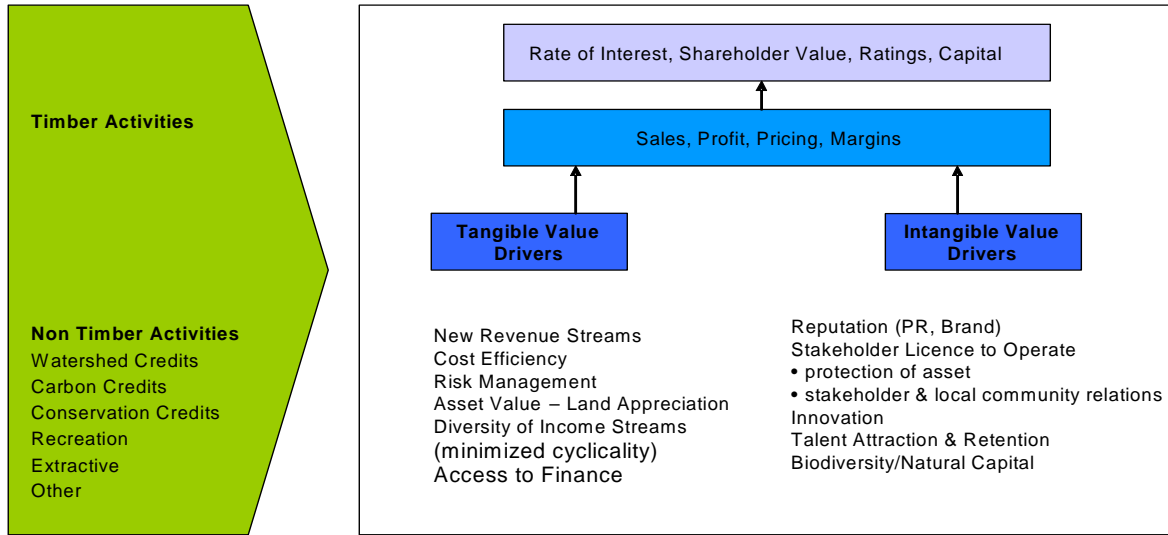 Timber Activities
Non Timber Activities
Watershed Credits
Carbon Credits
Conservation Credits
Recreation
Extractive
Other
Rate of Interest, Shareholder Value, Ratings, Capital
Sales, Profit, Pricing, Margins
Tangible Value
Drivers
New Revenue Streams
Cost Efficiency
Risk Management
Asset Value – Land Appreciation
Diversity of Income Streams
(minimized cyclicality)
Access to Finance
Intangible Value
Drivers
Reputation (PR, Brand)
Stakeholder Licence to Operate
• protection of asset
• stakeholder & local community relations
Innovation
Talent Attraction & Retention
Biodiversity/Natural Capital